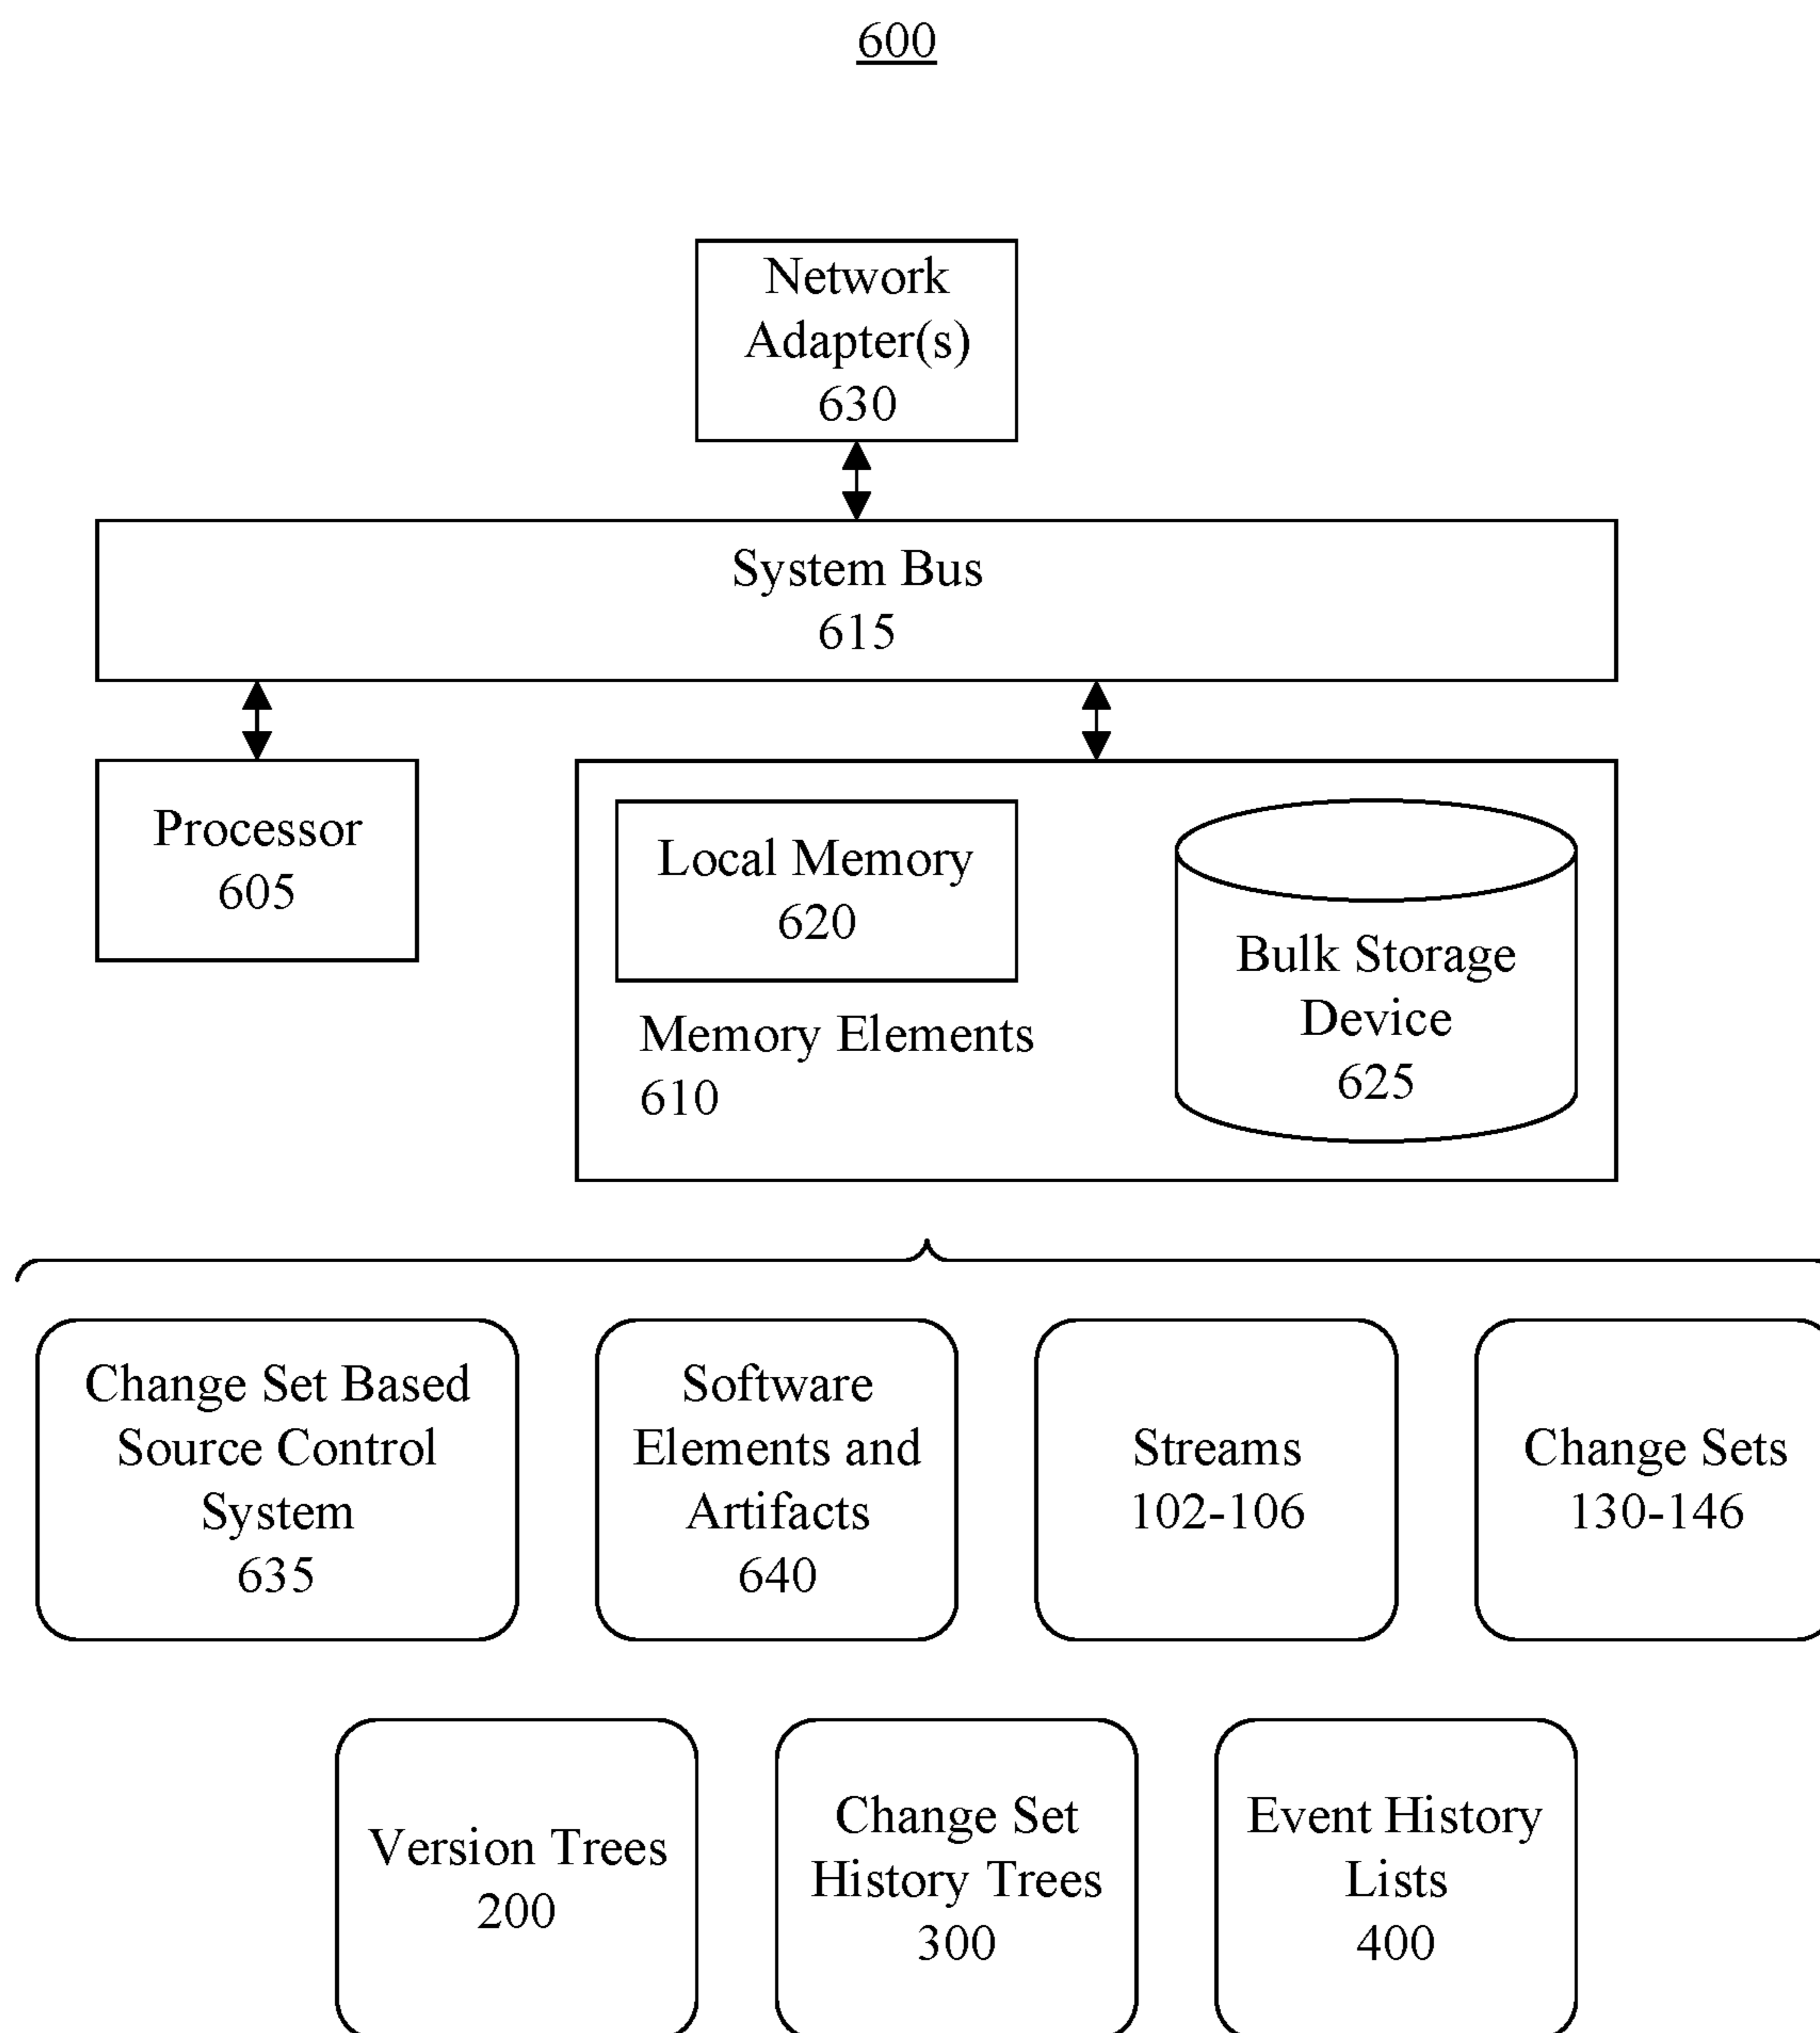 600
Network
Adapter(s)
630
System Bus
615
Processor
605
Local Memory
620
Memory Elements
610
Bulk Storage
Device
625
Change Set Based
Source Control
System
635
Software
Elements and
Artifacts
640
Streams
102-106
Change Sets
130-146
Version Trees
200
Change Set
History Trees
300
Event History
Lists
400